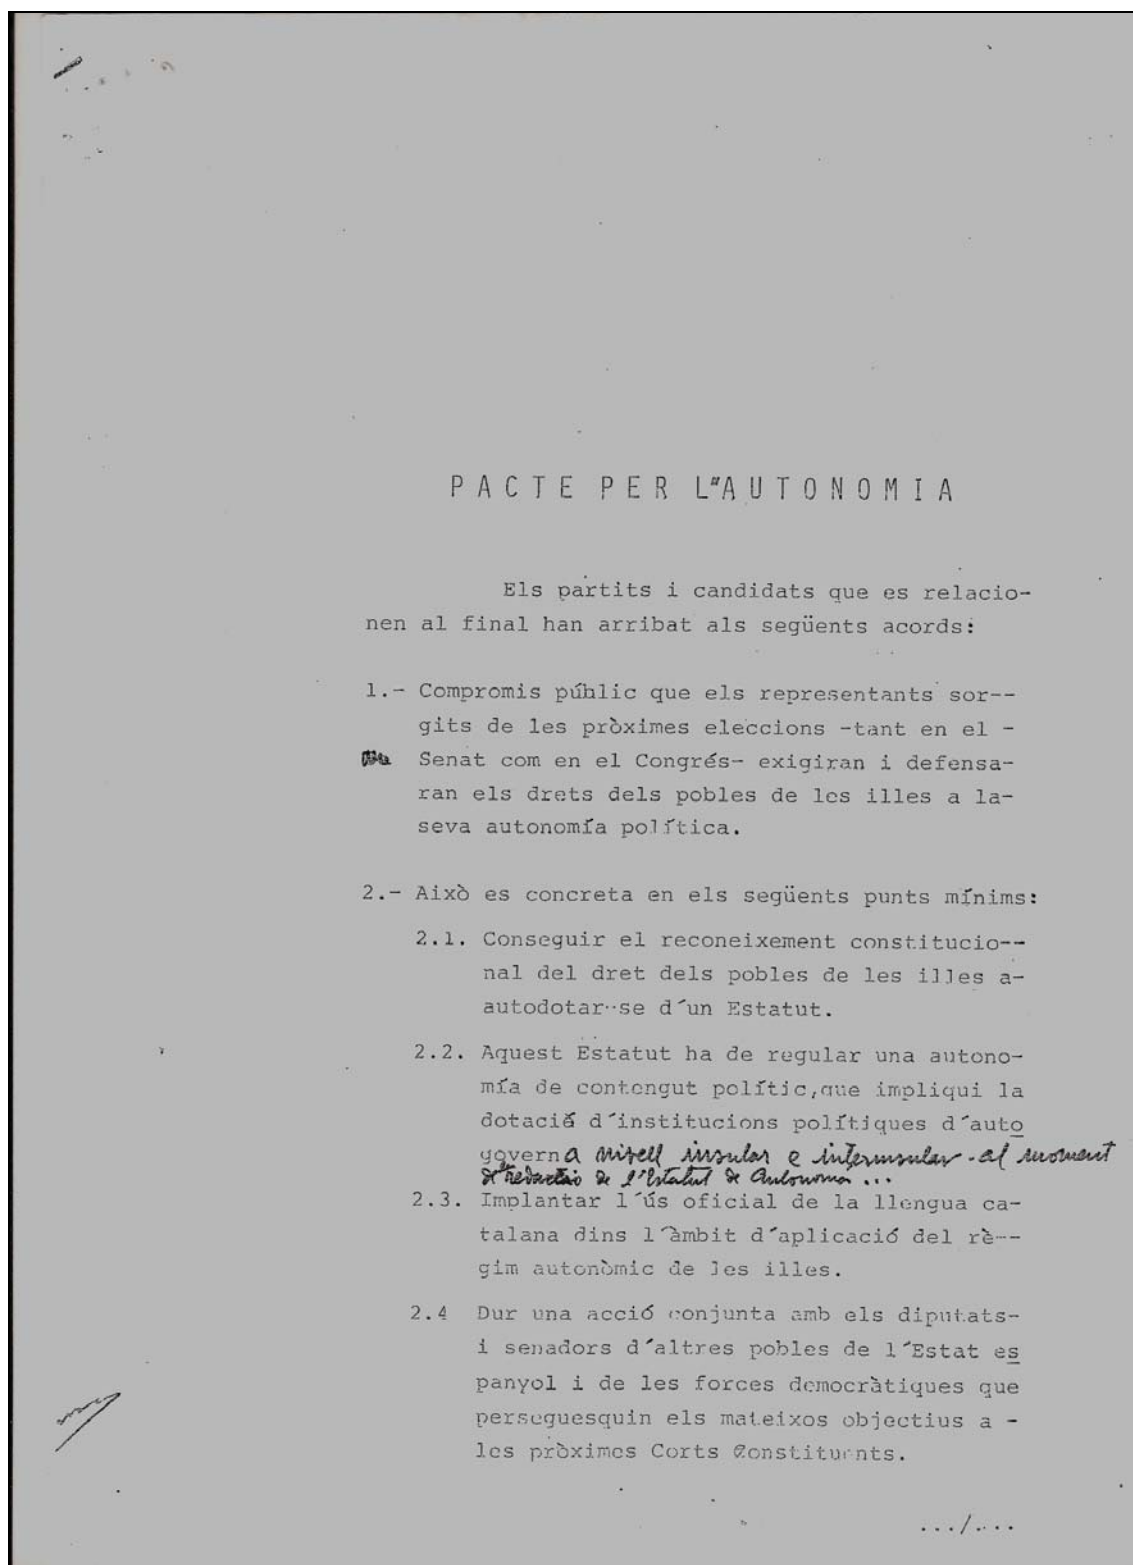 PACTE PER L"AUTONOMIA
Els partits i candidats que es relacio-
nen al final han arribat als següents acords:
1.- Compromis públic que els representants sor--
gits de les pròximes eleccions -tant en el -
Senat com en el Congrés- exigiran i defensa-
ran els drets dels pobles de les illes a la-
seva autonomía política.
2.- Això es concreta en els següents punts mínims:
2.1. Conseguir el reconeixement constitucio--
nal del dret dels pobles de les illes a-
autodotar-se d´un Estatut.
2.2. Aquest Estatut ha de regular una autono-
mía de contengut polític,que impliqui la
dotació d´institucions polítiques d´auto
govern a nivell insular e interinsular - al moment
de redactió de l'Estatut de Autonomia ...
2.3. Implantar l´ús oficial de la llengua ca-
talana dins l´àmbit d´aplicació del rè--
gim autonòmic de les illes.
2.4 Dur una acció conjunta amb els diputats-
i senadors d´altres pobles de l´Estat es
panyol i de les forces democràtiques que
perseguesquin els mateixos objectius a -
les pròximes Corts Constituents.
.../....